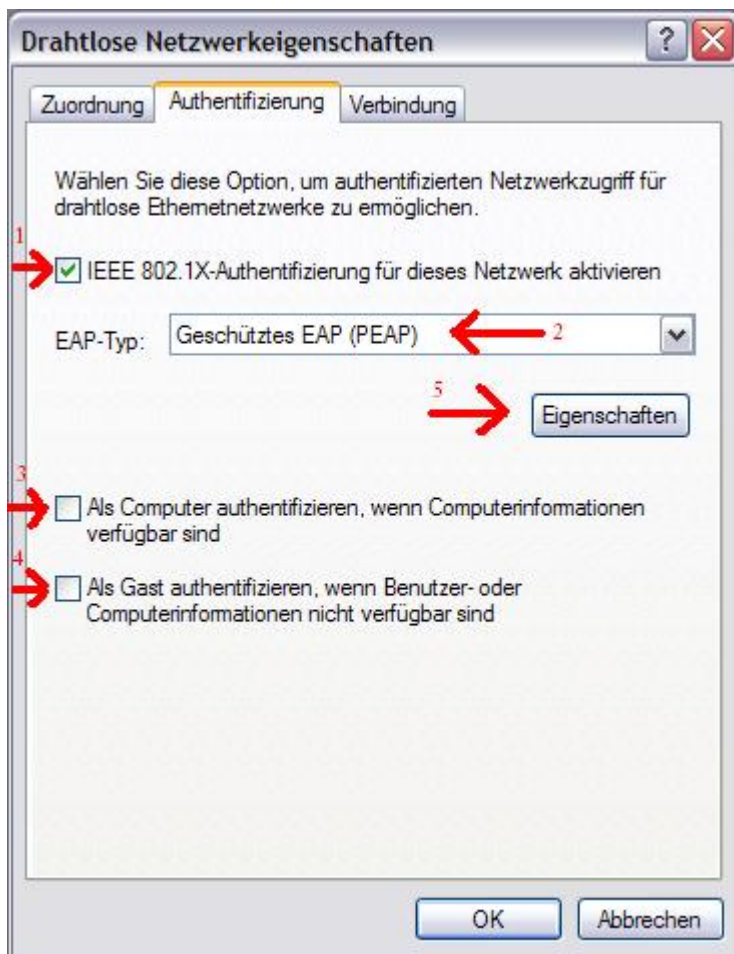 Drahtlose Netzwerkeigenschaften
Zuordnung Authentifizierung Verbindung
Wählen Sie diese Option, um authentifizierten Netzwerkzugriff für
drahtlose Ethernetnetzwerke zu ermöglichen.
1
IEEE 802.1X-Authentifizierung für dieses Netzwerk aktivieren
EAP-Typ: Geschütztes EAP (PEAP) 2
5
Eigenschaften
3
Als Computer authentifizieren, wenn Computerinformationen
verfügbar sind
4
Als Gast authentifizieren, wenn Benutzer- oder
Computerinformationen nicht verfügbar sind
OK Abbrechen